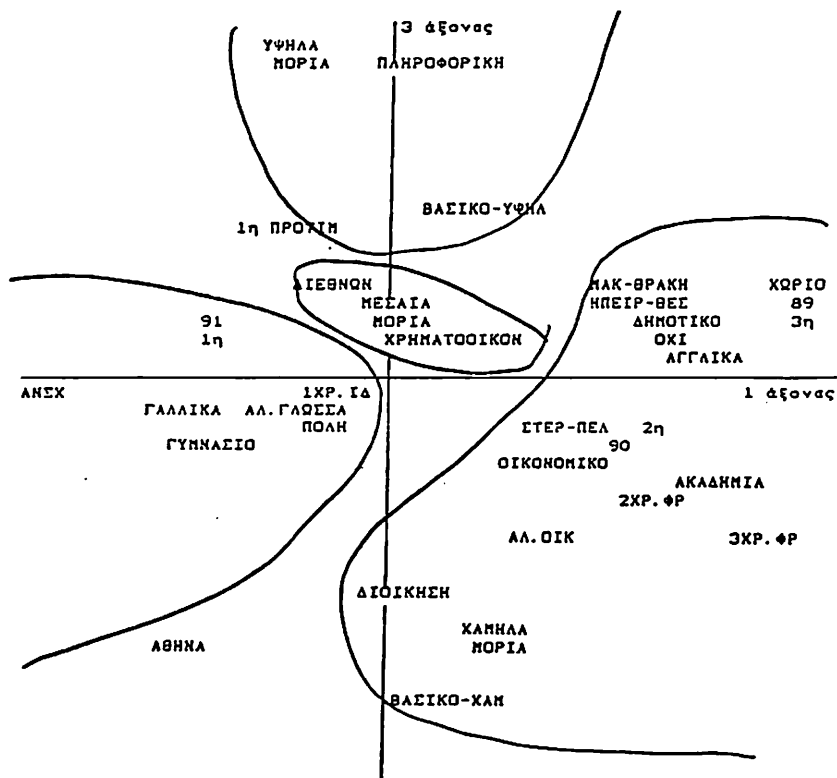 3 άξονας
ΥΨΗΛΑ
ΜΟΡΙΑ ΠΛΗΡΟΦΟΡΙΚΗ
ΒΑΣΙΚΟ-ΥΨΗΛ
1η ΠΡΟΤΙΜ
ΔΙΕΘΝΩΝ ΜΑΚ-ΘΡΑΚΗ ΧΩΡΙΟ
ΜΕΣΑΙΑ ΗΠΕΙΡ-ΘΕΣ 89
91 ΜΟΡΙΑ ΔΗΜΟΤΙΚΟ 3η
1η ΧΡΗΜΑΤΟΟΙΚΟΝ ΟΧΙ
ΑΓΓΛΙΚΑ
ΑΝΣΧ 1ΧΡ.ΙΔ 1 άξονας
ΓΑΛΛΙΚΑ ΑΛ.ΓΛΩΣΣΑ
ΠΟΛΗ ΣΤΕΡ-ΠΕΛ 2η
ΓΥΜΝΑΣΙΟ 90
ΟΙΚΟΝΟΜΙΚΟ
ΑΚΑΔΗΜΙΑ
2ΧΡ.ΦΡ
ΑΛ.ΟΙΚ 3ΧΡ.ΦΡ
ΔΙΟΙΚΗΣΗ
ΧΑΜΗΛΑ
ΑΘΗΝΑ ΜΟΡΙΑ
ΒΑΣΙΚΟ-ΧΑΜ